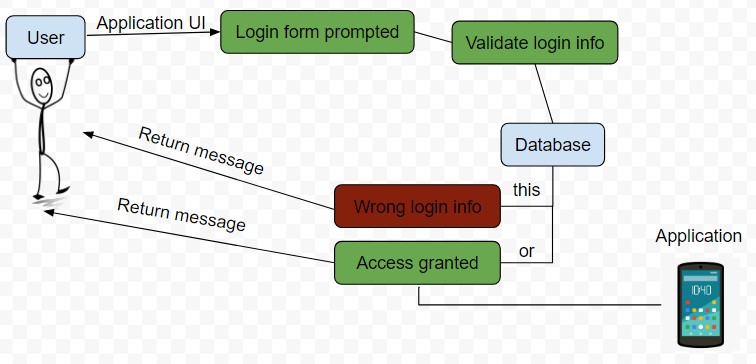 User
Application UI
Login form prompted
Validate login info
Database
Return message
this
Wrong login info
Return message
or
Access granted
Application
10:40